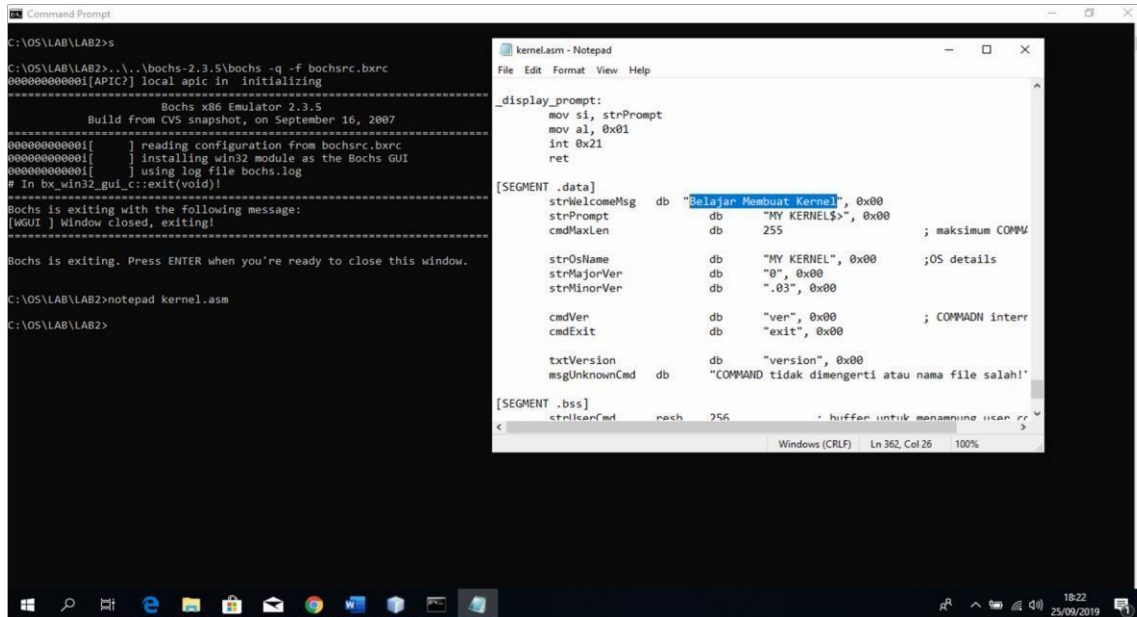 Command Prompt
C:\OS\LAB\LAB2>s
C:\OS\LAB\LAB2>..\..\bochs-2.3.5\bochs -q -f bochsrc.bxrc
00000000000i[APIC?] local apic in  initializing
========================================================================
Bochs x86 Emulator 2.3.5
Build from CVS snapshot, on September 16, 2007
========================================================================
00000000000i[     ] reading configuration from bochsrc.bxrc
00000000000i[     ] installing win32 module as the Bochs GUI
00000000000i[     ] using log file bochs.log
# In bx_win32_gui_c::exit(void)!
========================================================================
Bochs is exiting with the following message:
[WGUI ] Window closed, exiting!
========================================================================
Bochs is exiting. Press ENTER when you're ready to close this window.
C:\OS\LAB\LAB2>notepad kernel.asm
C:\OS\LAB\LAB2>
kernel.asm - Notepad
File Edit Format View Help
_display_prompt:
mov si, strPrompt
mov al, 0x01
int 0x21
ret
[SEGMENT .data]
strWelcomeMsg db "Belajar Membuat Kernel", 0x00
strPrompt db "MY KERNEL$>", 0x00
cmdMaxLen db 255 ; maksimum COMMA
strOsName db "MY KERNEL", 0x00 ;OS details
strMajorVer db "0", 0x00
strMinorVer db ".03", 0x00
cmdVer db "ver", 0x00 ; COMMADN interr
cmdExit db "exit", 0x00
txtVersion db "version", 0x00
msgUnknownCmd db "COMMAND tidak dimengerti atau nama file salah!"
[SEGMENT .bss]
strUserCmd resb 256 ; buffer untuk menampung user
Windows (CRLF) Ln 362, Col 26 100%
18:22
25/09/2019